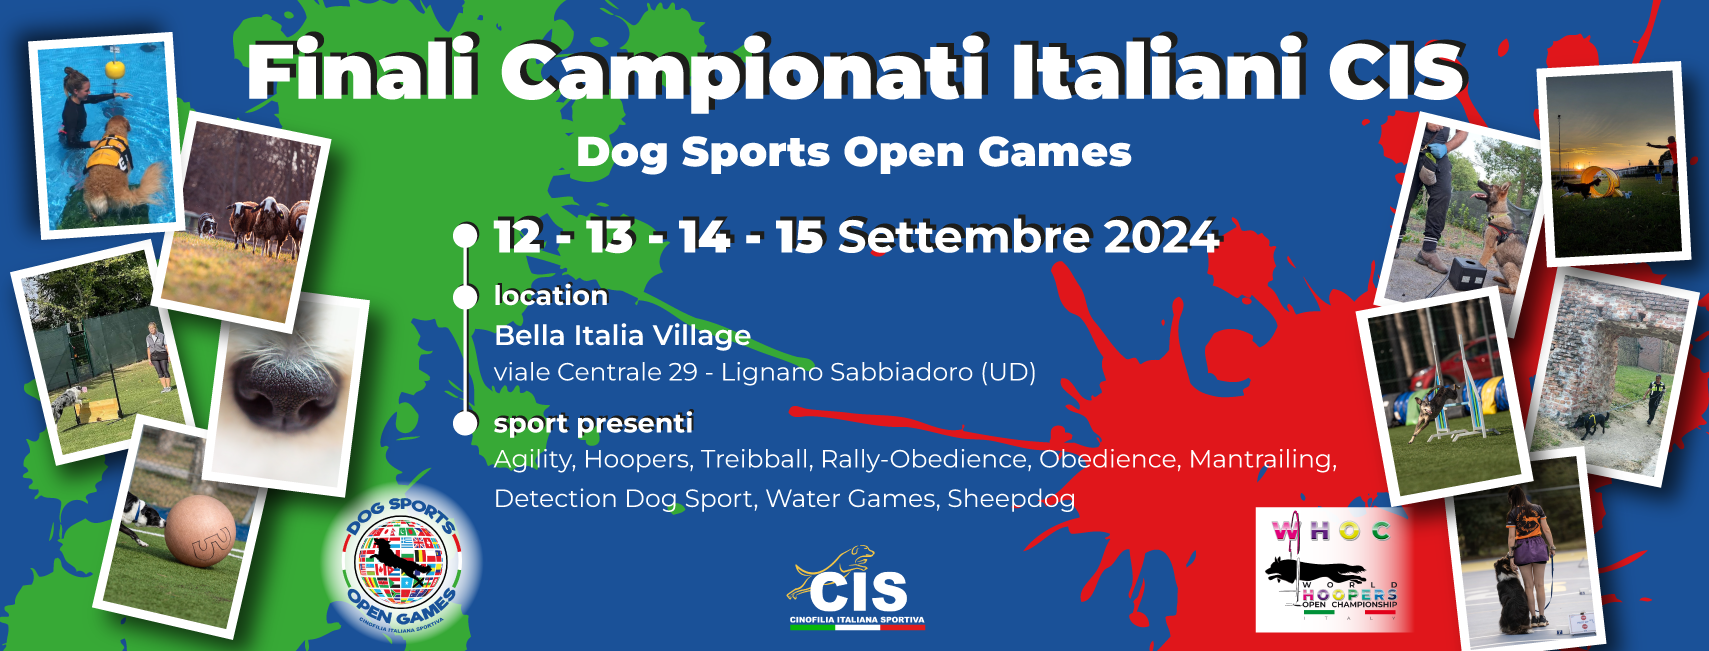 Finali Campionati Italiani CIS
Dog Sports Open Games
12 - 13 - 14 - 15 Settembre 2024
location
Bella Italia Village
viale Centrale 29 - Lignano Sabbiadoro (UD)
sport presenti
Agility, Hoopers, Treibball, Rally-Obedience, Obedience, Mantrailing,
Detection Dog Sport, Water Games, Sheepdog
DOG SPORTS
OPEN GAMES
CINOFILIA ITALIANA SPORTIVA
CIS
CINOFILIA ITALIANA SPORTIVA
WHOC
WORLD
HOOPERS
OPEN CHAMPIONSHIP
ITALY